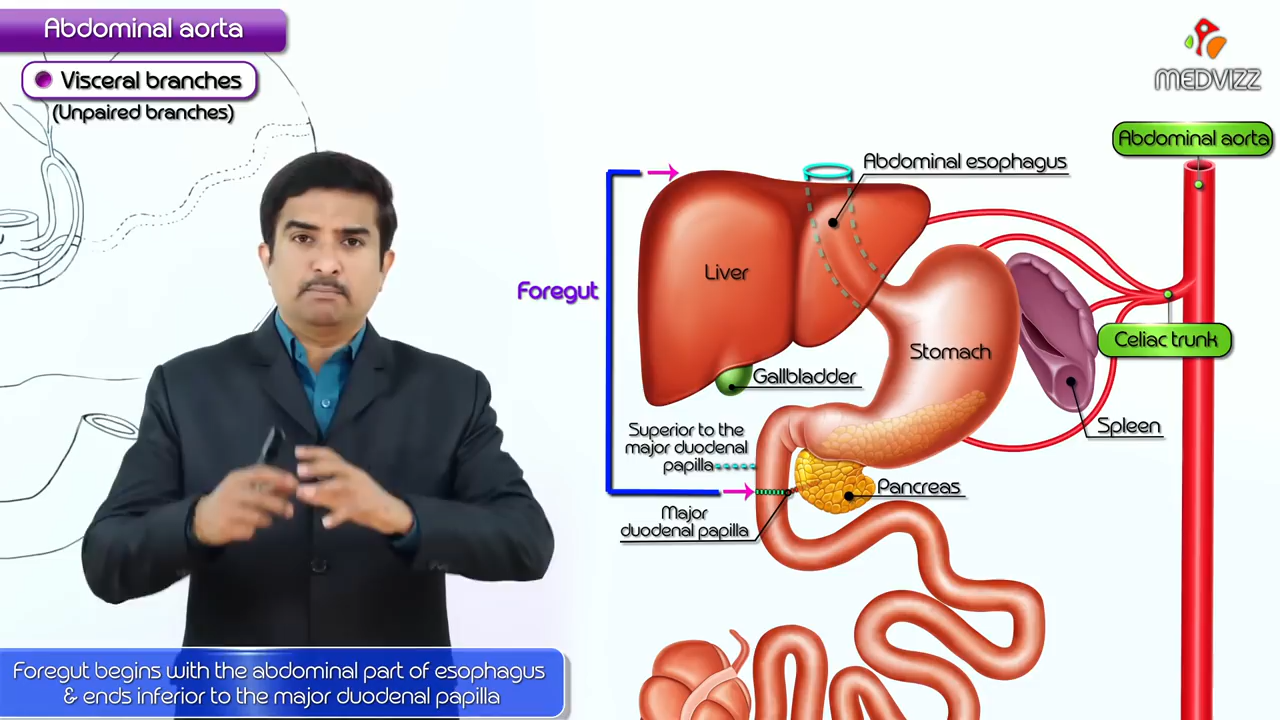 Abdominal aorta
Visceral branches
(Unpaired branches)
MEDVIZZ
Abdominal aorta
Abdominal esophagus
Liver
Foregut
Stomach
Celiac trunk
Gallbladder
Spleen
Superior to the
major duodenal
papilla
Pancreas
Major
duodenal papilla
Foregut begins with the abdominal part of esophagus
& ends inferior to the major duodenal papilla